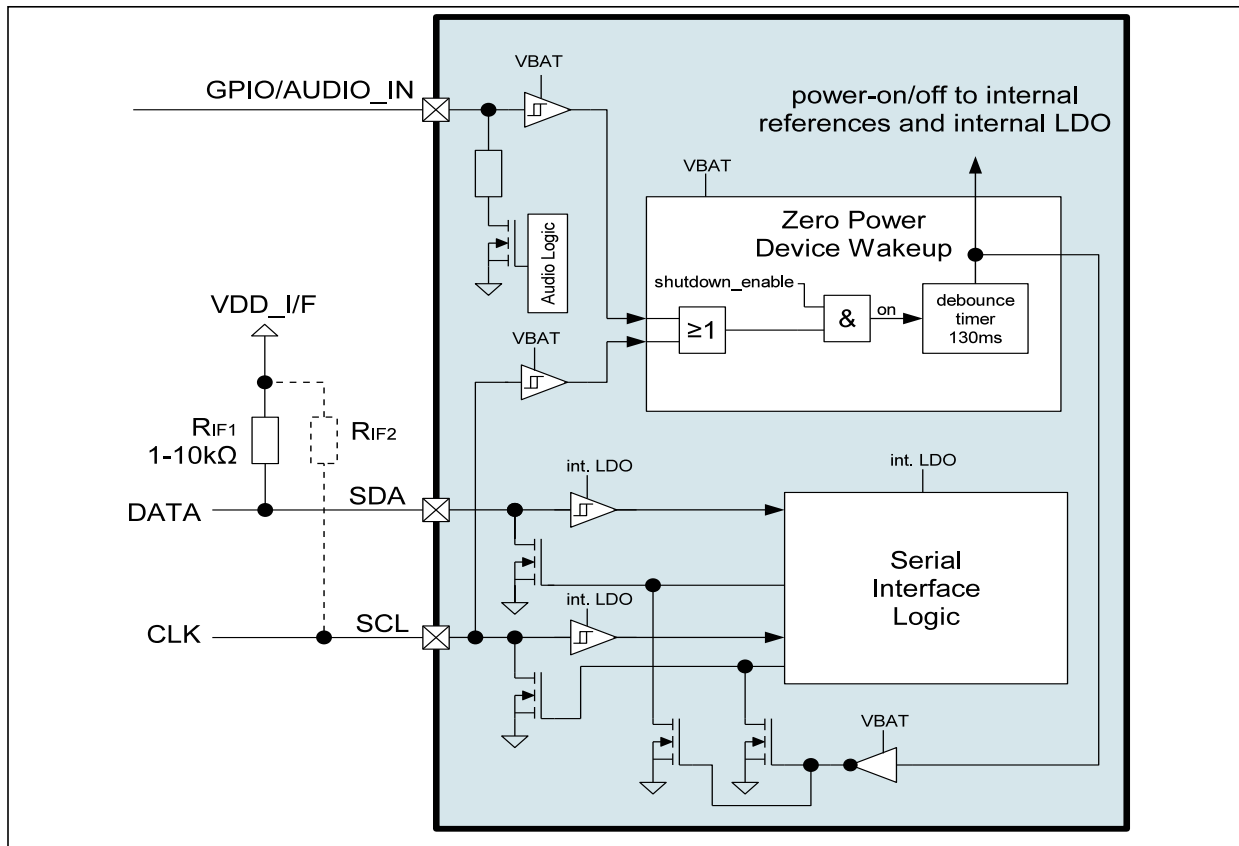 VBAT
GPIO/AUDIO_IN
power-on/off to internal
references and internal LDO
VBAT
Zero Power
Device Wakeup
Audio Logic
shutdown_enable
VDD_I/F
≥1
&
on
debounce
timer
130ms
VBAT
RIF1
1-10kΩ
RIF2
int. LDO
int. LDO
SDA
DATA
Serial
Interface
Logic
int. LDO
SCL
CLK
VBAT